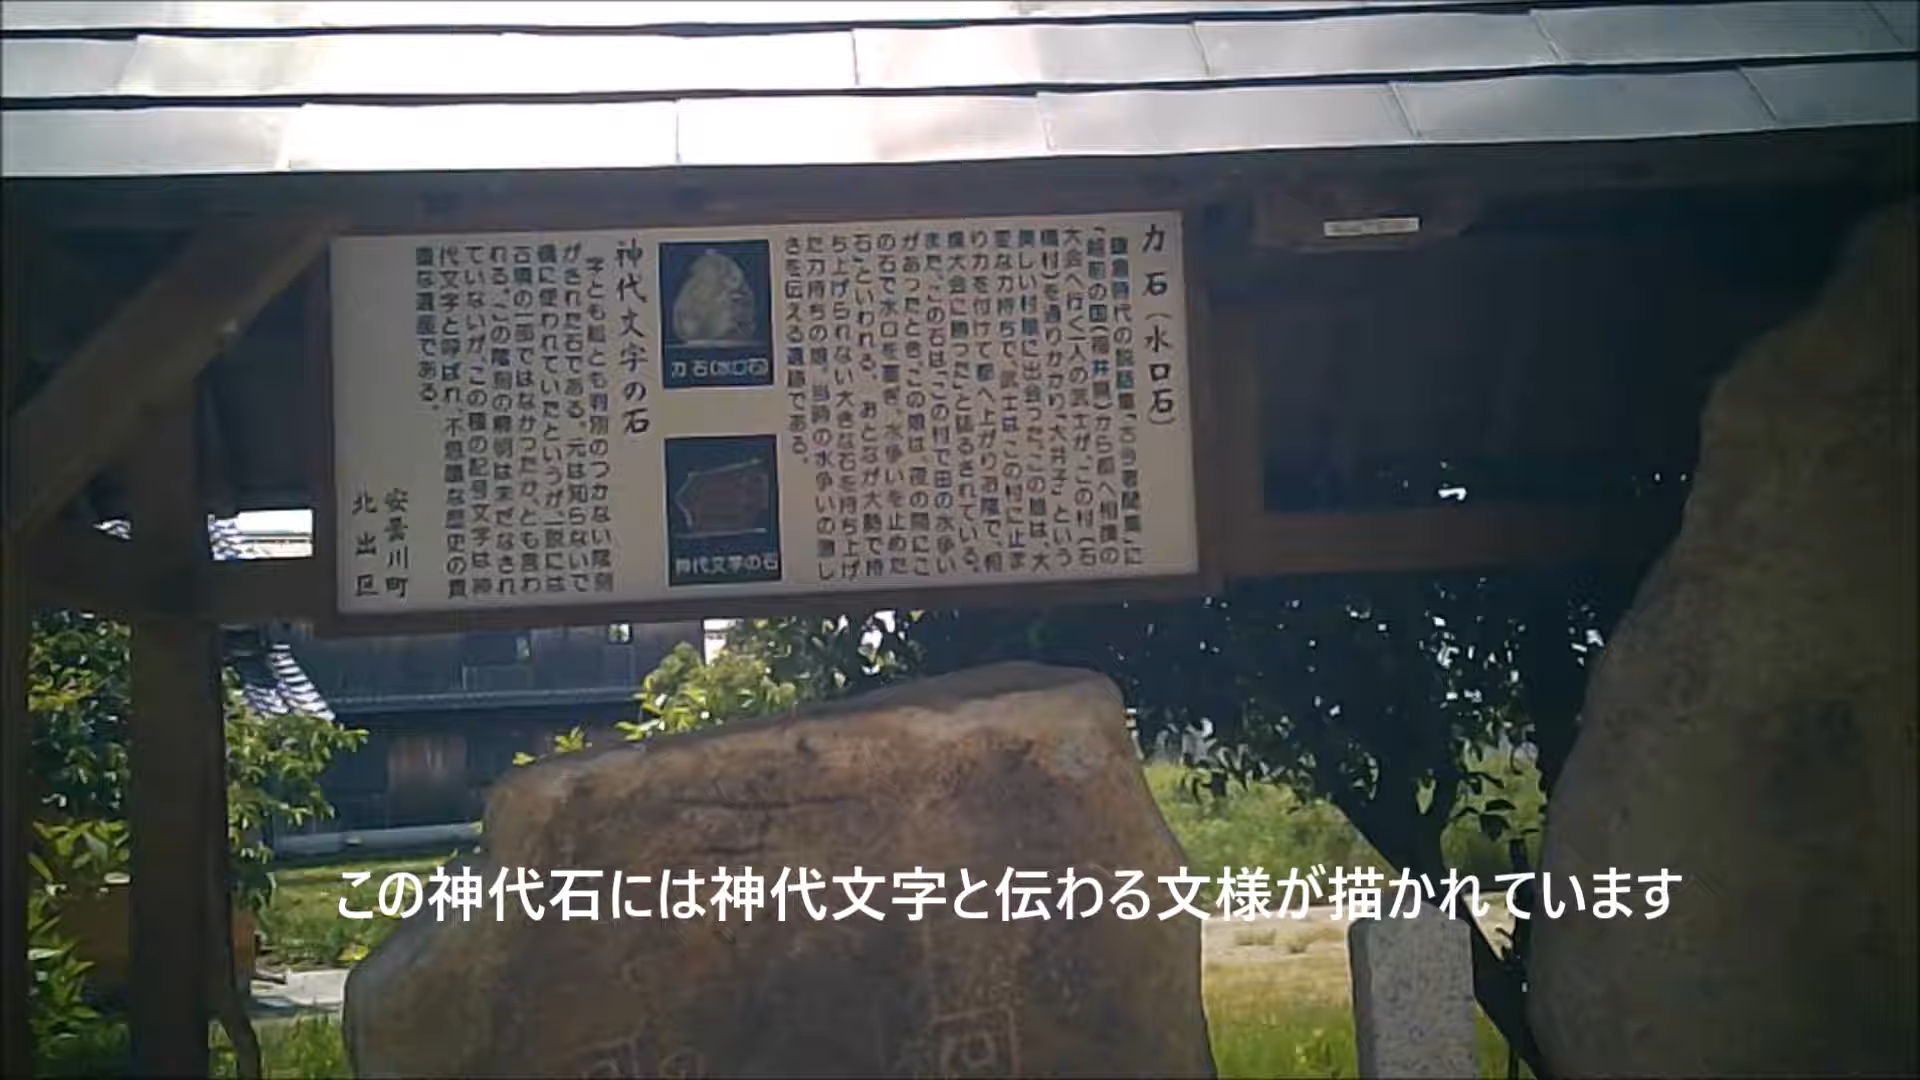 力石（水口石）
鎌倉時代の説話集「古今著聞集」に
「越前の国（福井県）から都へ相撲の
大会へ行く一人の武士が、この村（石
橋村）を通りかかり「大井子」という
美しい村娘に出会った。この娘は、大
変な力持ちで、武士はこの村に止ま
り力を付けて都へ上がり羽陸で、相
撲大会に勝った」と誌るされている。
また、この石は、「この村で田の水争い
があったとき、この娘は、夜の間にこ
の石で水口を塞ぎ、水争いを止めた
石」といわれる。おとなが大勢で持
ち上げられない大きな石を持ち上げ
た力持ちの娘、当時の水争いの激し
さを伝える遺跡である。
力石（水口石）
神代文字の石
神代文字の石
字とも絵とも判別のつかない陰刻
がきれた石である。元は知らないで
橋に使われていたというが、一説には
石墳の一部ではなかつたか、とも言わ
れる。この陰刻の解明は未だなされ
ていないが、この種の記号文字は神
代文字と呼ばれ、不思議な歴史の貴
重な遺産である。
安曇川町
北出区
この神代石には神代文字と伝わる文様が描かれています